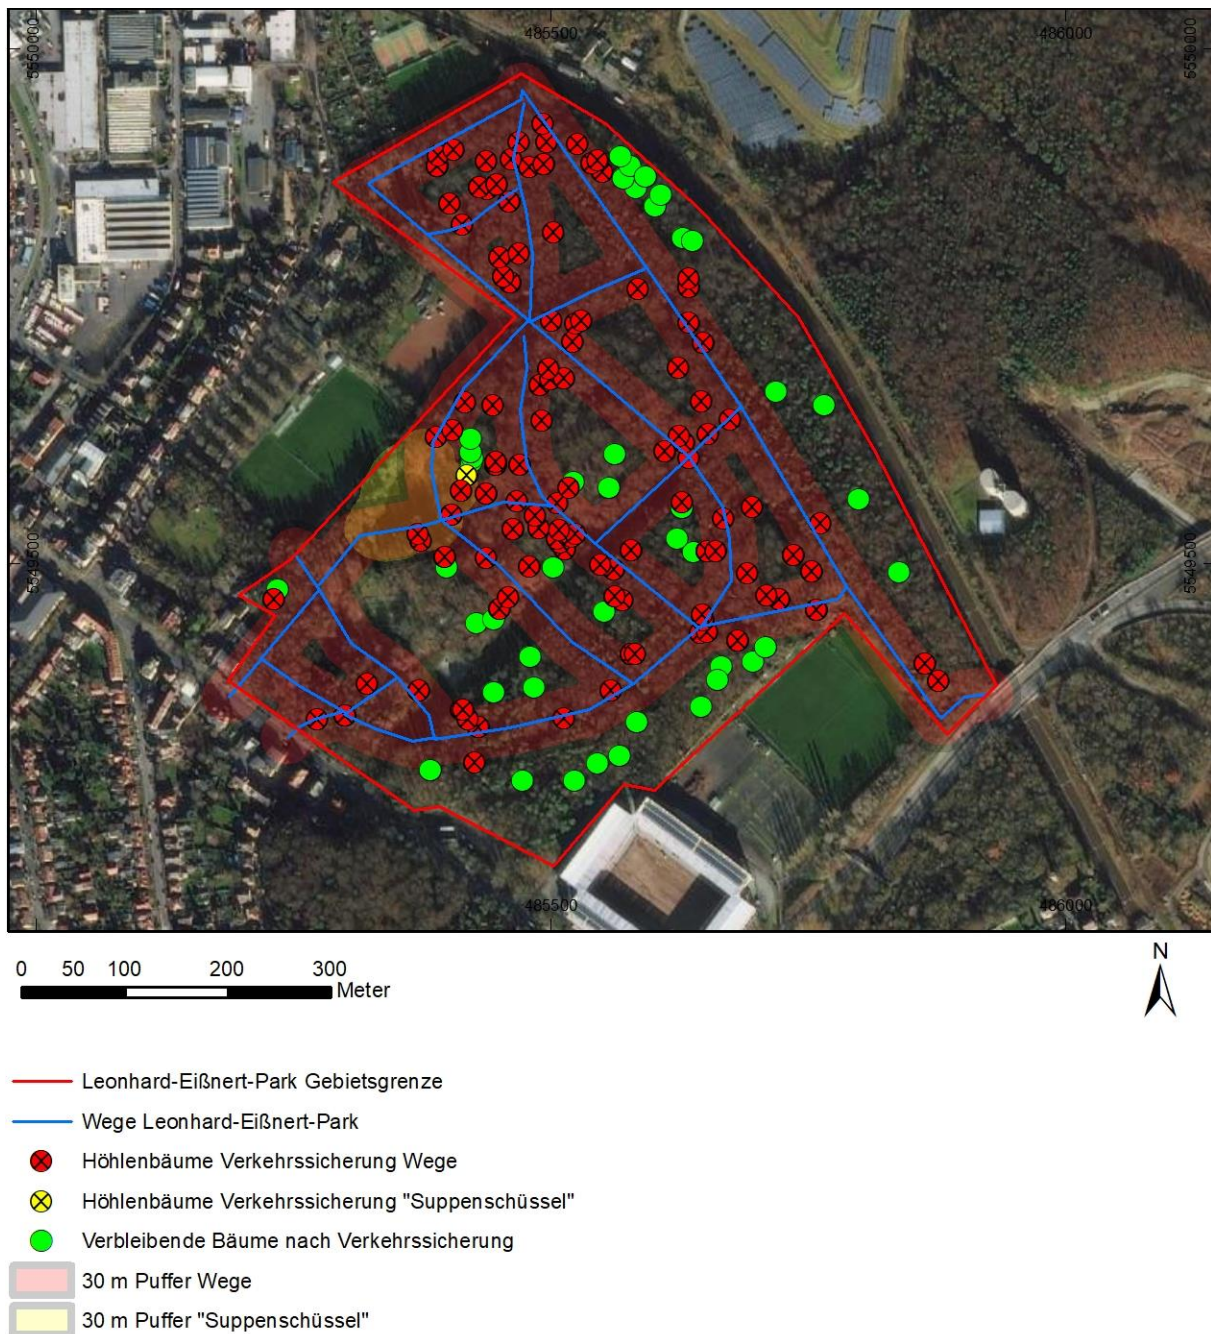 485500
486000
5550000
5550000
5549500
5549500
485500
486000
0 50 100 200 300
Meter
N
Leonhard-Eißnert-Park Gebietsgrenze
Wege Leonhard-Eißnert-Park
Höhlenbäume Verkehrssicherung Wege
Höhlenbäume Verkehrssicherung "Suppenschüssel"
Verbleibende Bäume nach Verkehrssicherung
30 m Puffer Wege
30 m Puffer "Suppenschüssel"